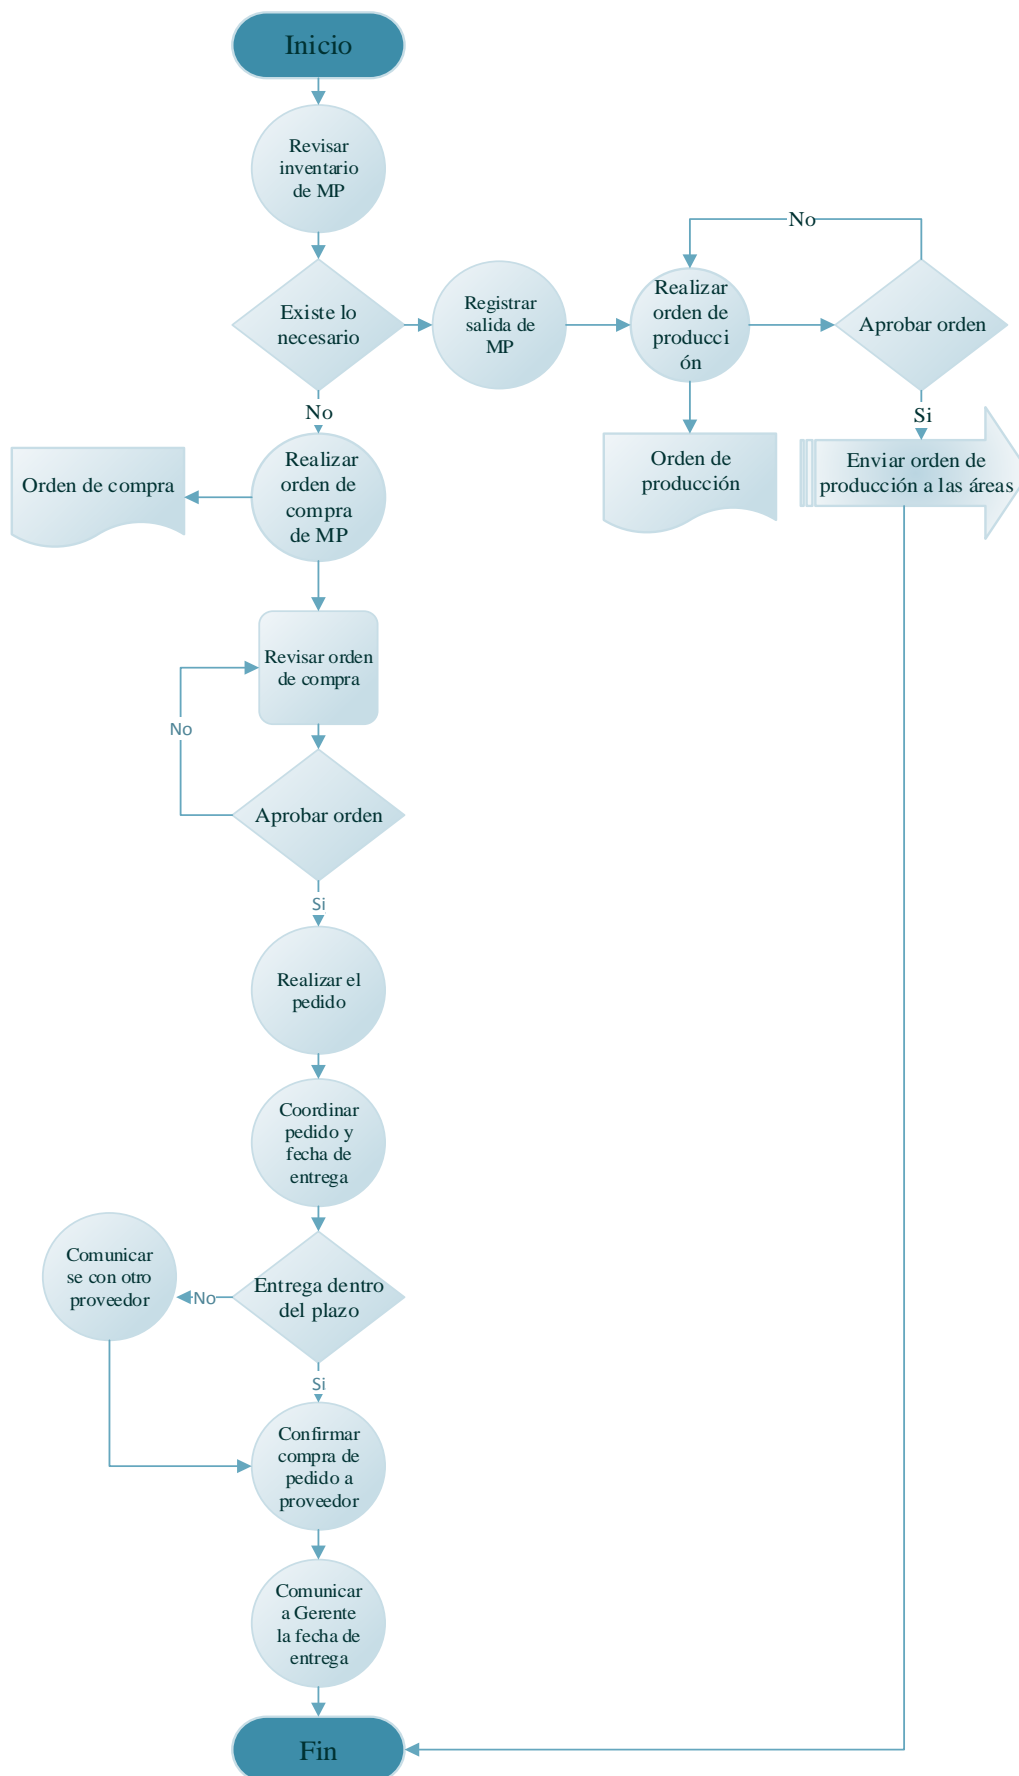 Inicio
Revisar
inventario
de MP
No
Existe lo
necesario
Registrar
salida de
MP
Realizar
orden de
producci
ón
Aprobar orden
No
Si
Orden de compra
Realizar
orden de
compra
de MP
Orden de
producción
Enviar orden de
producción a las áreas
Revisar orden
de compra
No
Aprobar orden
Si
Realizar el
pedido
Coordinar
pedido y
fecha de
entrega
Comunicar
se con otro
proveedor
No
Entrega dentro
del plazo
Si
Confirmar
compra de
pedido a
proveedor
Comunicar
a Gerente
la fecha de
entrega
Fin